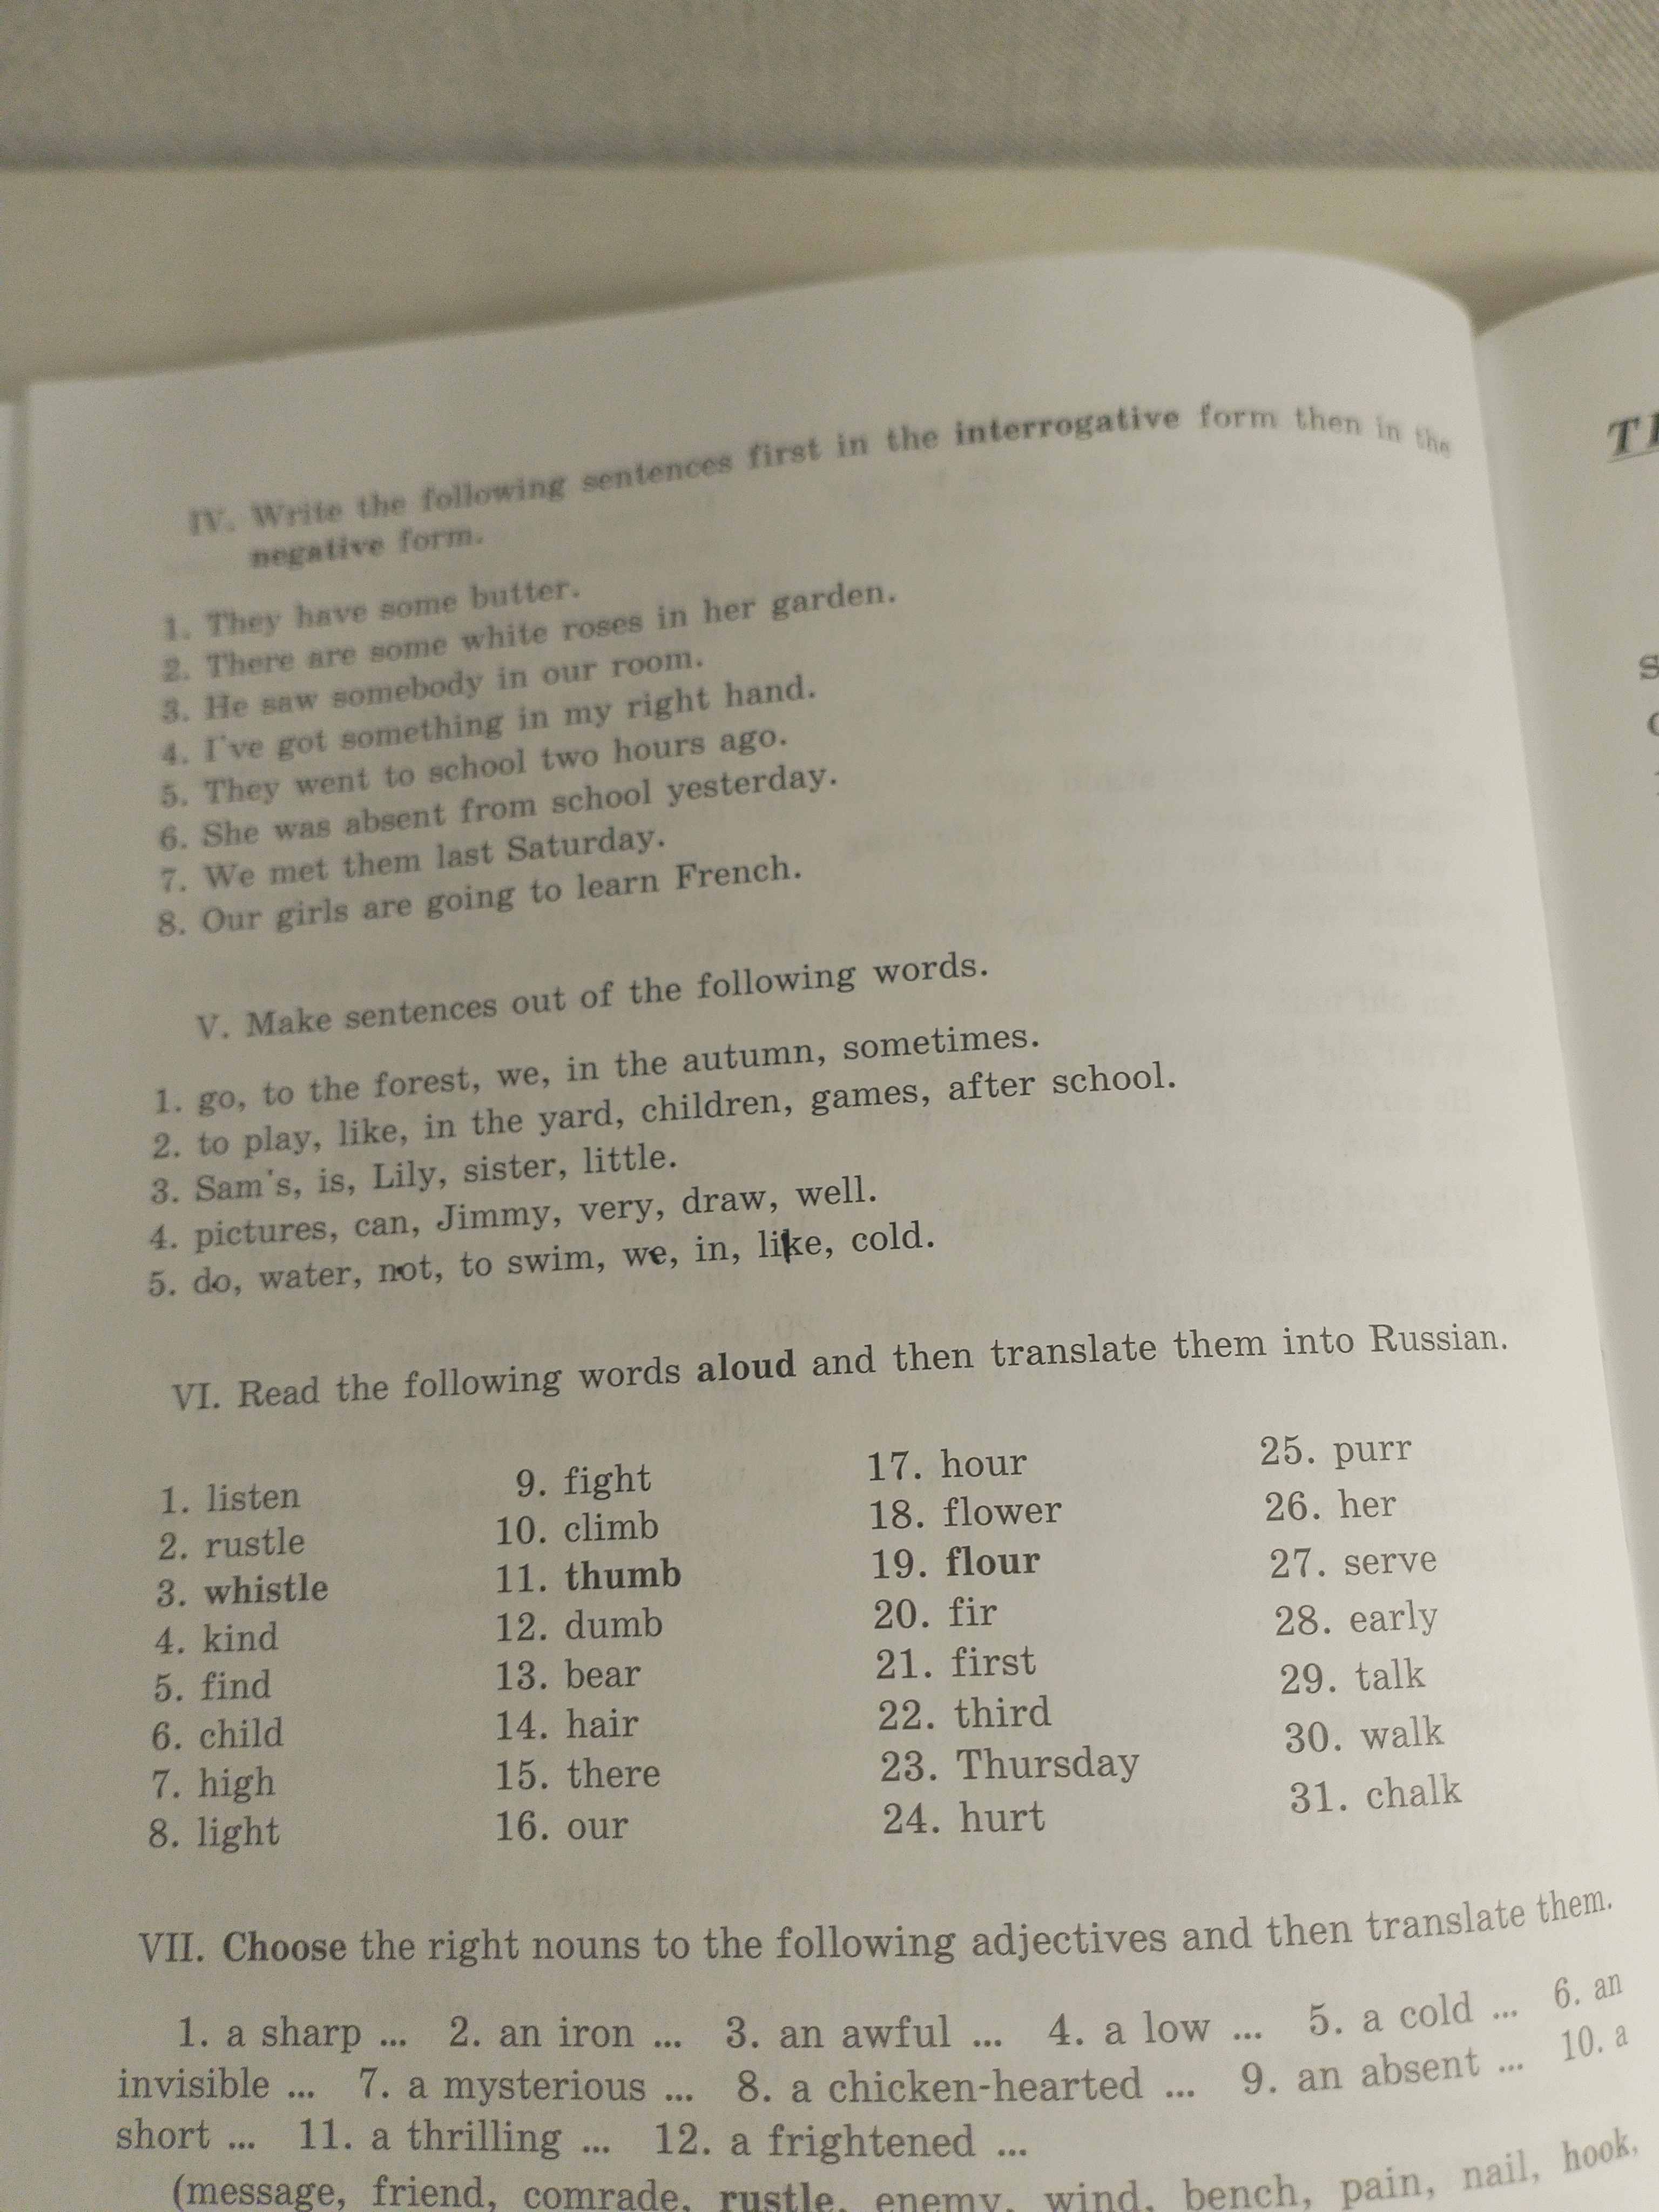 IV. Write the following sentences first in the interrogative form then in the
negative form.
1. They have some butter.
2. There are some white roses in her garden.
3. He saw somebody in our room.
4. I've got something in my right hand.
5. They went to school two hours ago.
6. She was absent from school yesterday.
7. We met them last Saturday.
8. Our girls are going to learn French.
V. Make sentences out of the following words.
1. go, to the forest, we, in the autumn, sometimes.
2. to play, like, in the yard, children, games, after school.
3. Sam's, is, Lily, sister, little.
4. pictures, can, Jimmy, very, draw, well.
5. do, water, not, to swim, we, in, like, cold.
VI. Read the following words aloud and then translate them into Russian.
1. listen
2. rustle
3. whistle
4. kind
5. find
6. child
7. high
8. light
9. fight
10. climb
11. thumb
12. dumb
13. bear
14. hair
15. there
16. our
17. hour
18. flower
19. flour
20. fir
21. first
22. third
23. Thursday
24. hurt
25. purr
26. her
27. serve
28. early
29. talk
30. walk
31. chalk
VII. Choose the right nouns to the following adjectives and then translate them.
1. a sharp ... 2. an iron ... 3. an awful ... 4. a low ... 5. a cold ... 6. an
invisible ... 7. a mysterious ... 8. a chicken-hearted ... 9. an absent ... 10. a
short ... 11. a thrilling ... 12. a frightened ...
(message, friend, comrade, rustle, enemy, wind, bench, pain, nail, hook,